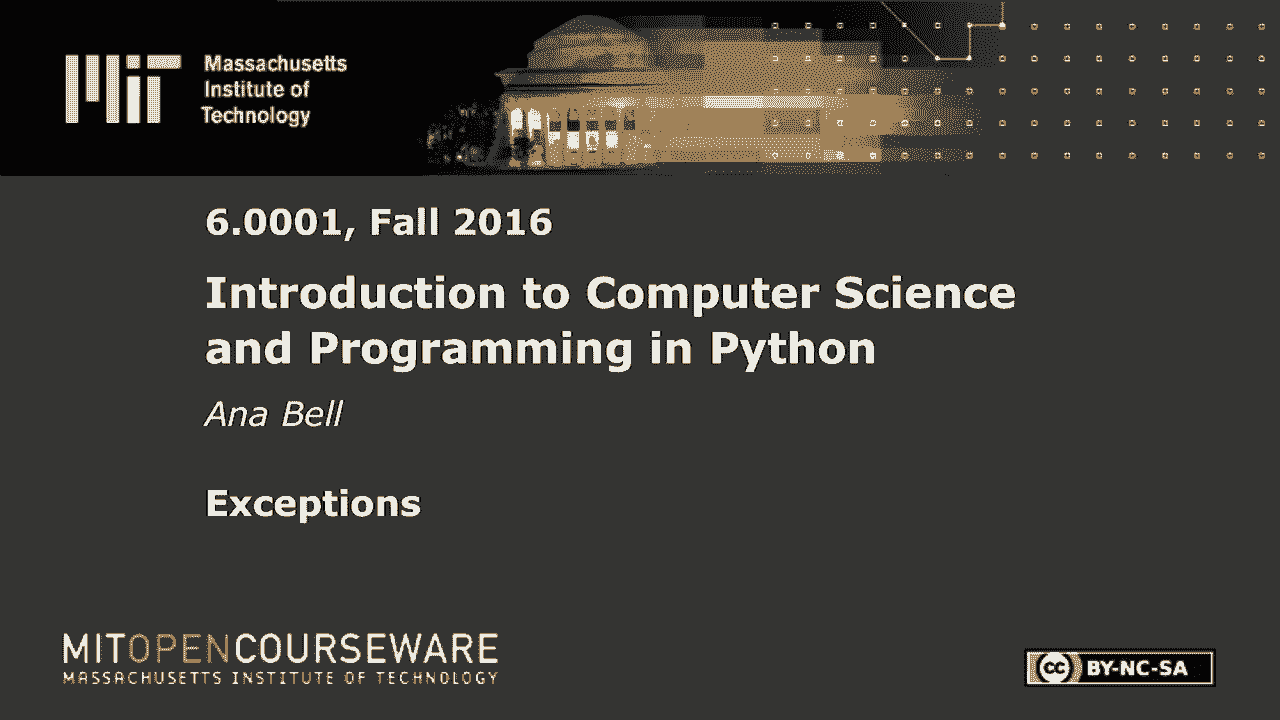 MIT
Massachusetts
Institute of
Technology
6.0001, Fall 2016
Introduction to Computer Science
and Programming in Python
Ana Bell
Exceptions
MITOPENCOURSEWARE
MASSACHUSETTS INSTITUTE OF TECHNOLOGY
cc BY-NC-SA